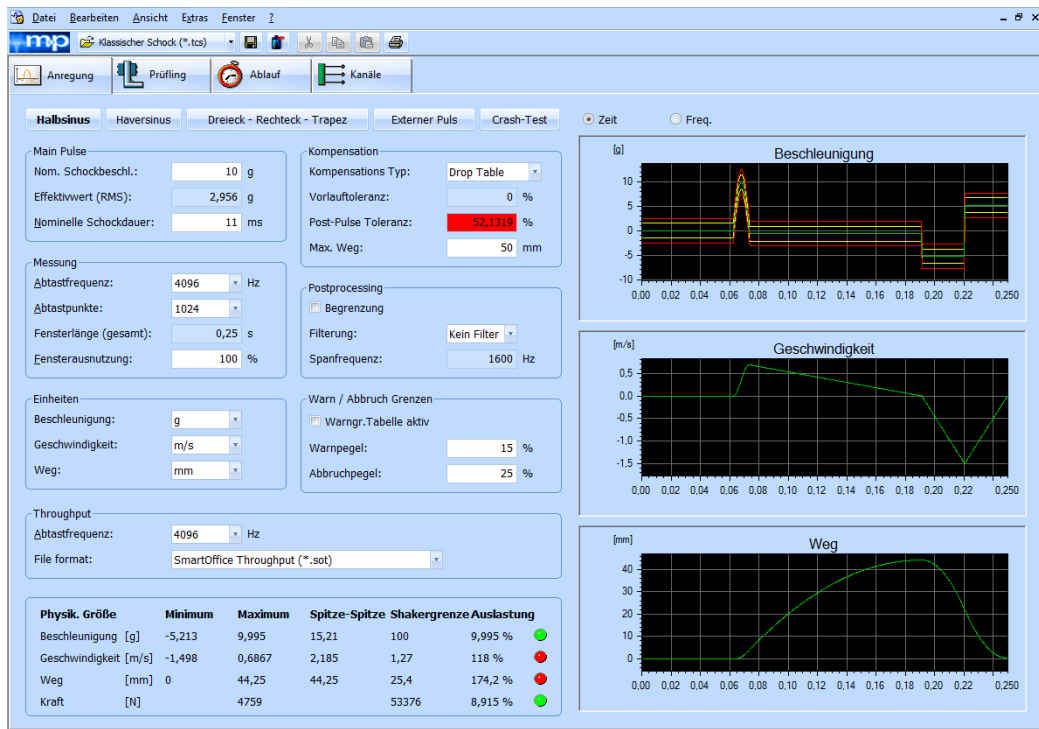 Datei Bearbeiten Ansicht Extras Fenster ?
m+p Klassischer Schock (*.tcs)
Anregung Prüfling Ablauf Kanäle
Halbsinus Haversinus Dreieck - Rechteck - Trapez Externer Puls Crash-Test Zeit Freq.
Main Pulse
Nom. Schockbeschl.: 10 g
Effektivwert (RMS): 2,956 g
Nominelle Schockdauer: 11 ms
Kompensation
Kompensations Typ: Drop Table
Vorlauftoleranz: 0 %
Post-Pulse Toleranz: 52,1319 %
Max. Weg: 50 mm
Messung
Abtastfrequenz: 4096 Hz
Abtastpunkte: 1024
Fensterlänge (gesamt): 0,25 s
Fensterausnutzung: 100 %
Postprocessing
Begrenzung
Filterung: Kein Filter
Spanfrequenz: 1600 Hz
Einheiten
Beschleunigung: g
Geschwindigkeit: m/s
Weg: mm
Warn / Abbruch Grenzen
Warngr.Tabelle aktiv
Warnpegel: 15 %
Abbruchpegel: 25 %
Throughput
Abtastfrequenz: 4096 Hz
File format: SmartOffice Throughput (*.sot)
Physik. Größe Minimum Maximum Spitze-Spitze Shakergrenze Auslastung
Beschleunigung [g] -5,213 9,995 15,21 100 9,995 %
Geschwindigkeit [m/s] -1,498 0,6867 2,185 1,27 118 %
Weg [mm] 0 44,25 44,25 25,4 174,2 %
Kraft [N] 4759 53376 8,915 %
[g] Beschleunigung
10
5
0
-5
-10
0,00 0,02 0,04 0,06 0,08 0,10 0,12 0,14 0,16 0,18 0,20 0,22 0,250
[m/s] Geschwindigkeit
0,5
0,0
-0,5
-1,0
-1,5
0,00 0,02 0,04 0,06 0,08 0,10 0,12 0,14 0,16 0,18 0,20 0,22 0,250
[mm] Weg
40
30
20
10
0
0,00 0,02 0,04 0,06 0,08 0,10 0,12 0,14 0,16 0,18 0,20 0,22 0,250